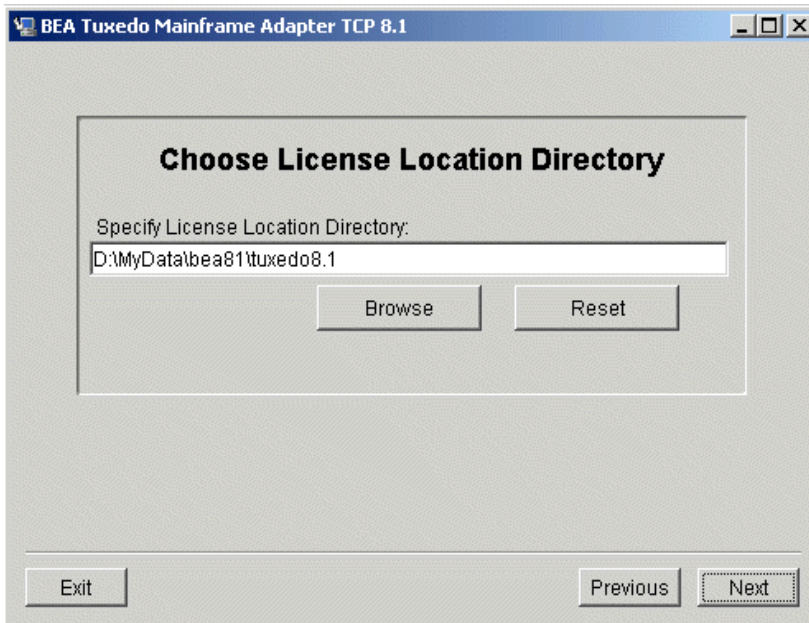 BEA Tuxedo Mainframe Adapter TCP 8.1
Choose License Location Directory
Specify License Location Directory:
D:\MyData\bea81\tuxedo8.1
Browse Reset
Exit Previous Next